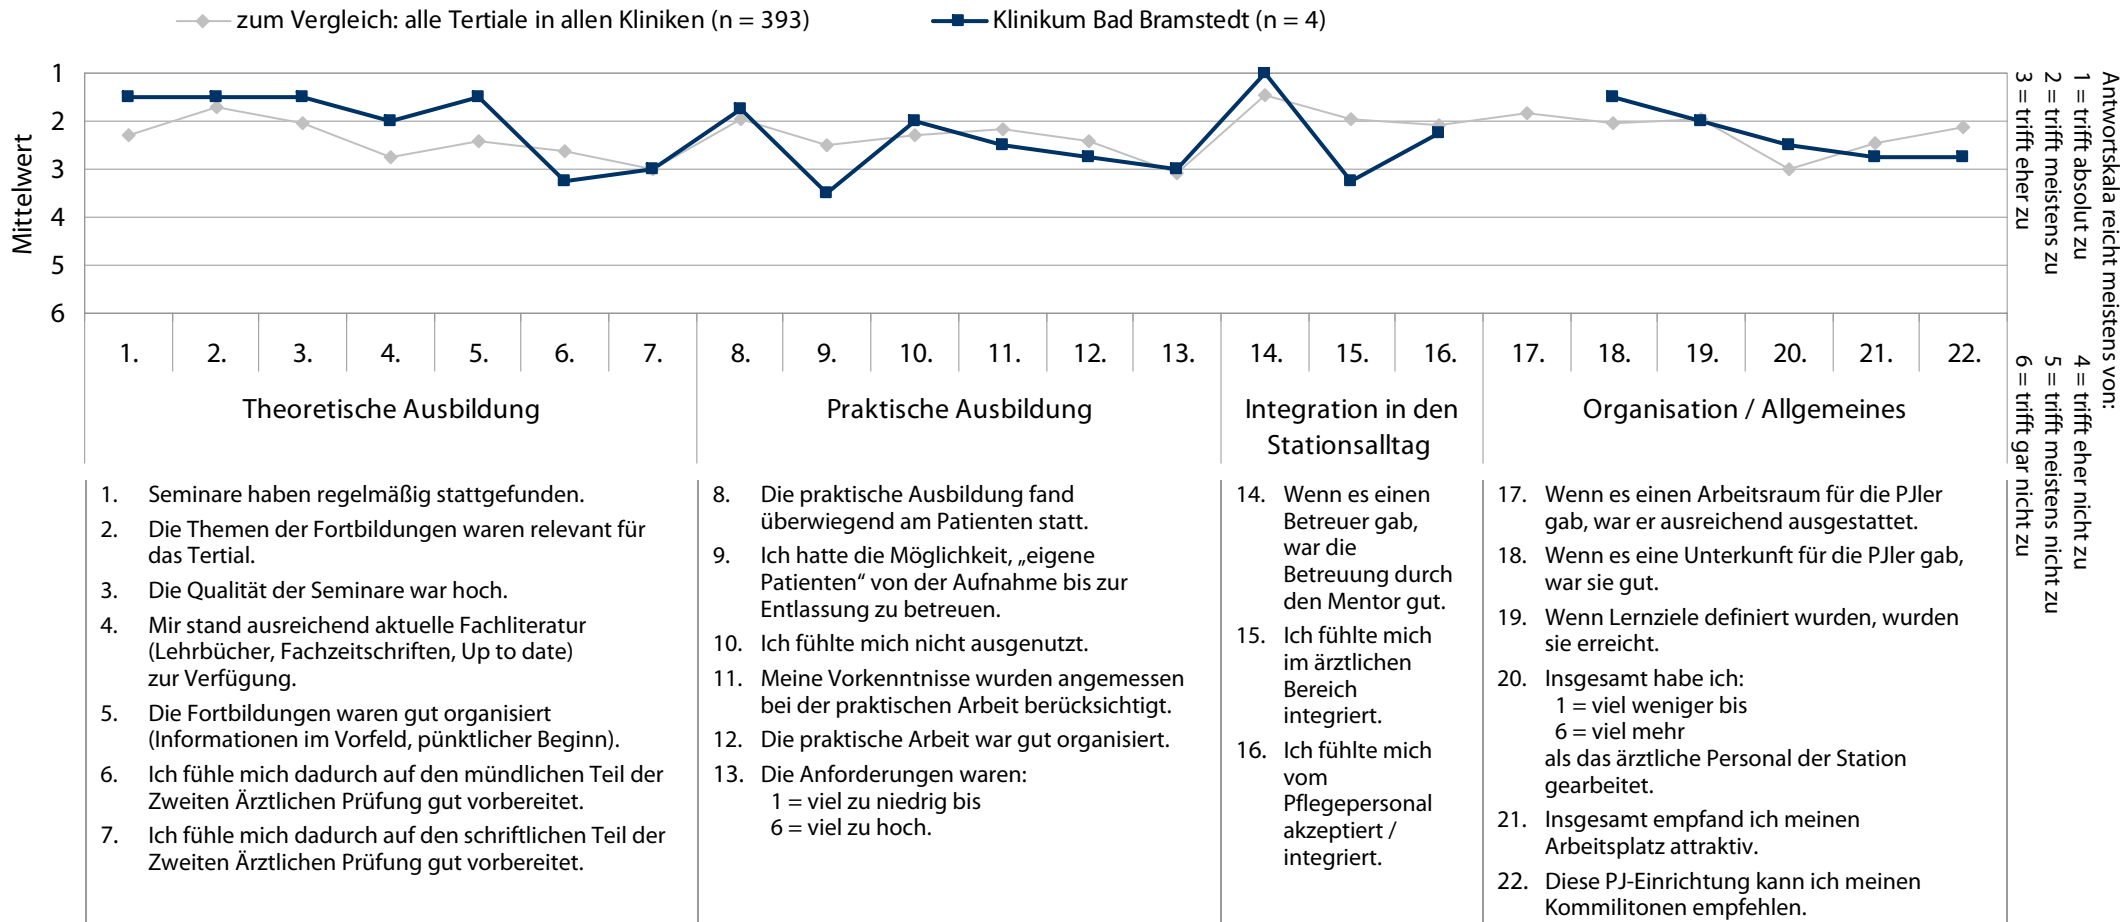 zum Vergleich: alle Tertiale in allen Kliniken (n = 393)
Klinikum Bad Bramstedt (n = 4)
Mittelwert
1
2
3
4
5
6
1. 2. 3. 4. 5. 6. 7. 8. 9. 10. 11. 12. 13. 14. 15. 16. 17. 18. 19. 20. 21. 22.
Theoretische Ausbildung
Praktische Ausbildung
Integration in den
Stationsalltag
Organisation / Allgemeines
1. Seminare haben regelmäßig stattgefunden.
2. Die Themen der Fortbildungen waren relevant für
das Tertial.
3. Die Qualität der Seminare war hoch.
4. Mir stand ausreichend aktuelle Fachliteratur
(Lehrbücher, Fachzeitschriften, Up to date)
zur Verfügung.
5. Die Fortbildungen waren gut organisiert
(Informationen im Vorfeld, pünktlicher Beginn).
6. Ich fühle mich dadurch auf den mündlichen Teil der
Zweiten Ärztlichen Prüfung gut vorbereitet.
7. Ich fühle mich dadurch auf den schriftlichen Teil der
Zweiten Ärztlichen Prüfung gut vorbereitet.
8. Die praktische Ausbildung fand
überwiegend am Patienten statt.
9. Ich hatte die Möglichkeit, „eigene
Patienten“ von der Aufnahme bis zur
Entlassung zu betreuen.
10. Ich fühlte mich nicht ausgenutzt.
11. Meine Vorkenntnisse wurden angemessen
bei der praktischen Arbeit berücksichtigt.
12. Die praktische Arbeit war gut organisiert.
13. Die Anforderungen waren:
1 = viel zu niedrig bis
6 = viel zu hoch.
14. Wenn es einen
Betreuer gab,
war die
Betreuung durch
den Mentor gut.
15. Ich fühlte mich
im ärztlichen
Bereich
integriert.
16. Ich fühlte mich
vom
Pflegepersonal
akzeptiert /
integriert.
17. Wenn es einen Arbeitsraum für die PJler
gab, war er ausreichend ausgestattet.
18. Wenn es eine Unterkunft für die PJler gab,
war sie gut.
19. Wenn Lernziele definiert wurden, wurden
sie erreicht.
20. Insgesamt habe ich:
1 = viel weniger bis
6 = viel mehr
als das ärztliche Personal der Station
gearbeitet.
21. Insgesamt empfand ich meinen
Arbeitsplatz attraktiv.
22. Diese PJ-Einrichtung kann ich meinen
Kommilitonen empfehlen.
Antwortskala reicht meistens von:
1 = trifft absolut zu
2 = trifft meistens zu
3 = trifft eher zu
4 = trifft eher nicht zu
5 = trifft meistens nicht zu
6 = trifft gar nicht zu